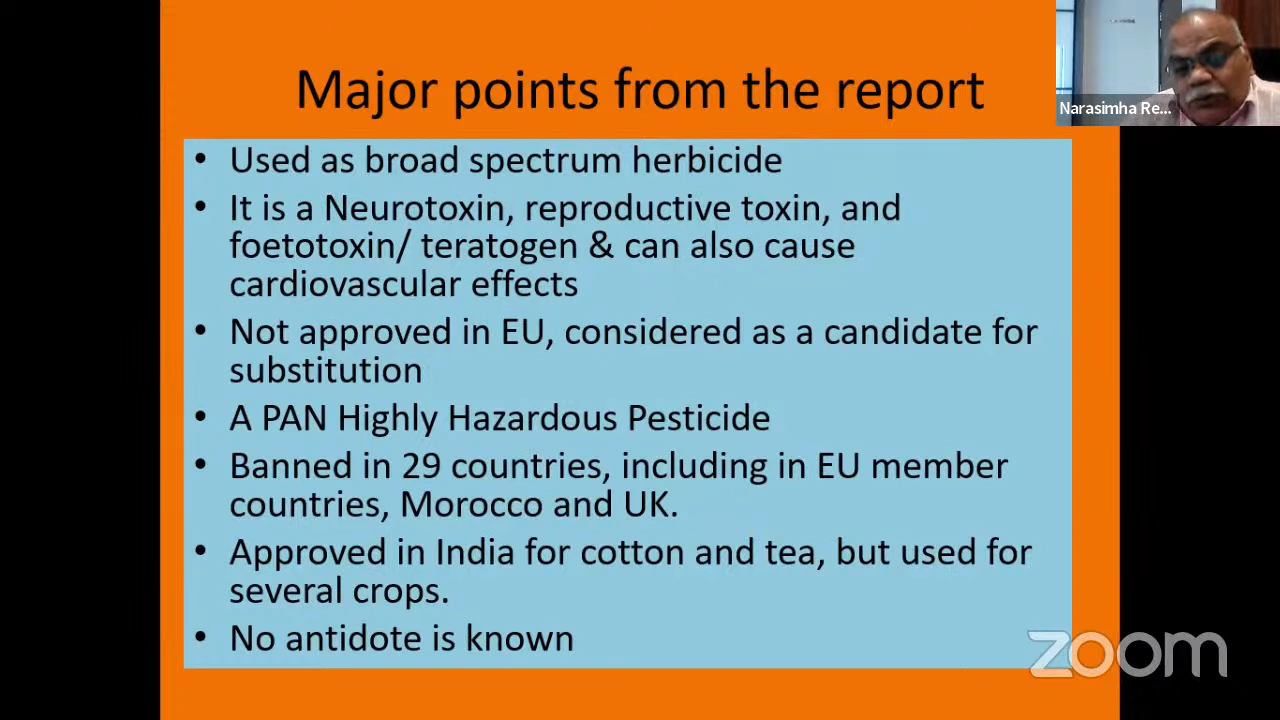 Major points from the report
Narasimha Re...
• Used as broad spectrum herbicide
• It is a Neurotoxin, reproductive toxin, and
foetotoxin/ teratogen & can also cause
cardiovascular effects
• Not approved in EU, considered as a candidate for
substitution
• A PAN Highly Hazardous Pesticide
• Banned in 29 countries, including in EU member
countries, Morocco and UK.
• Approved in India for cotton and tea, but used for
several crops.
• No antidote is known
zoom